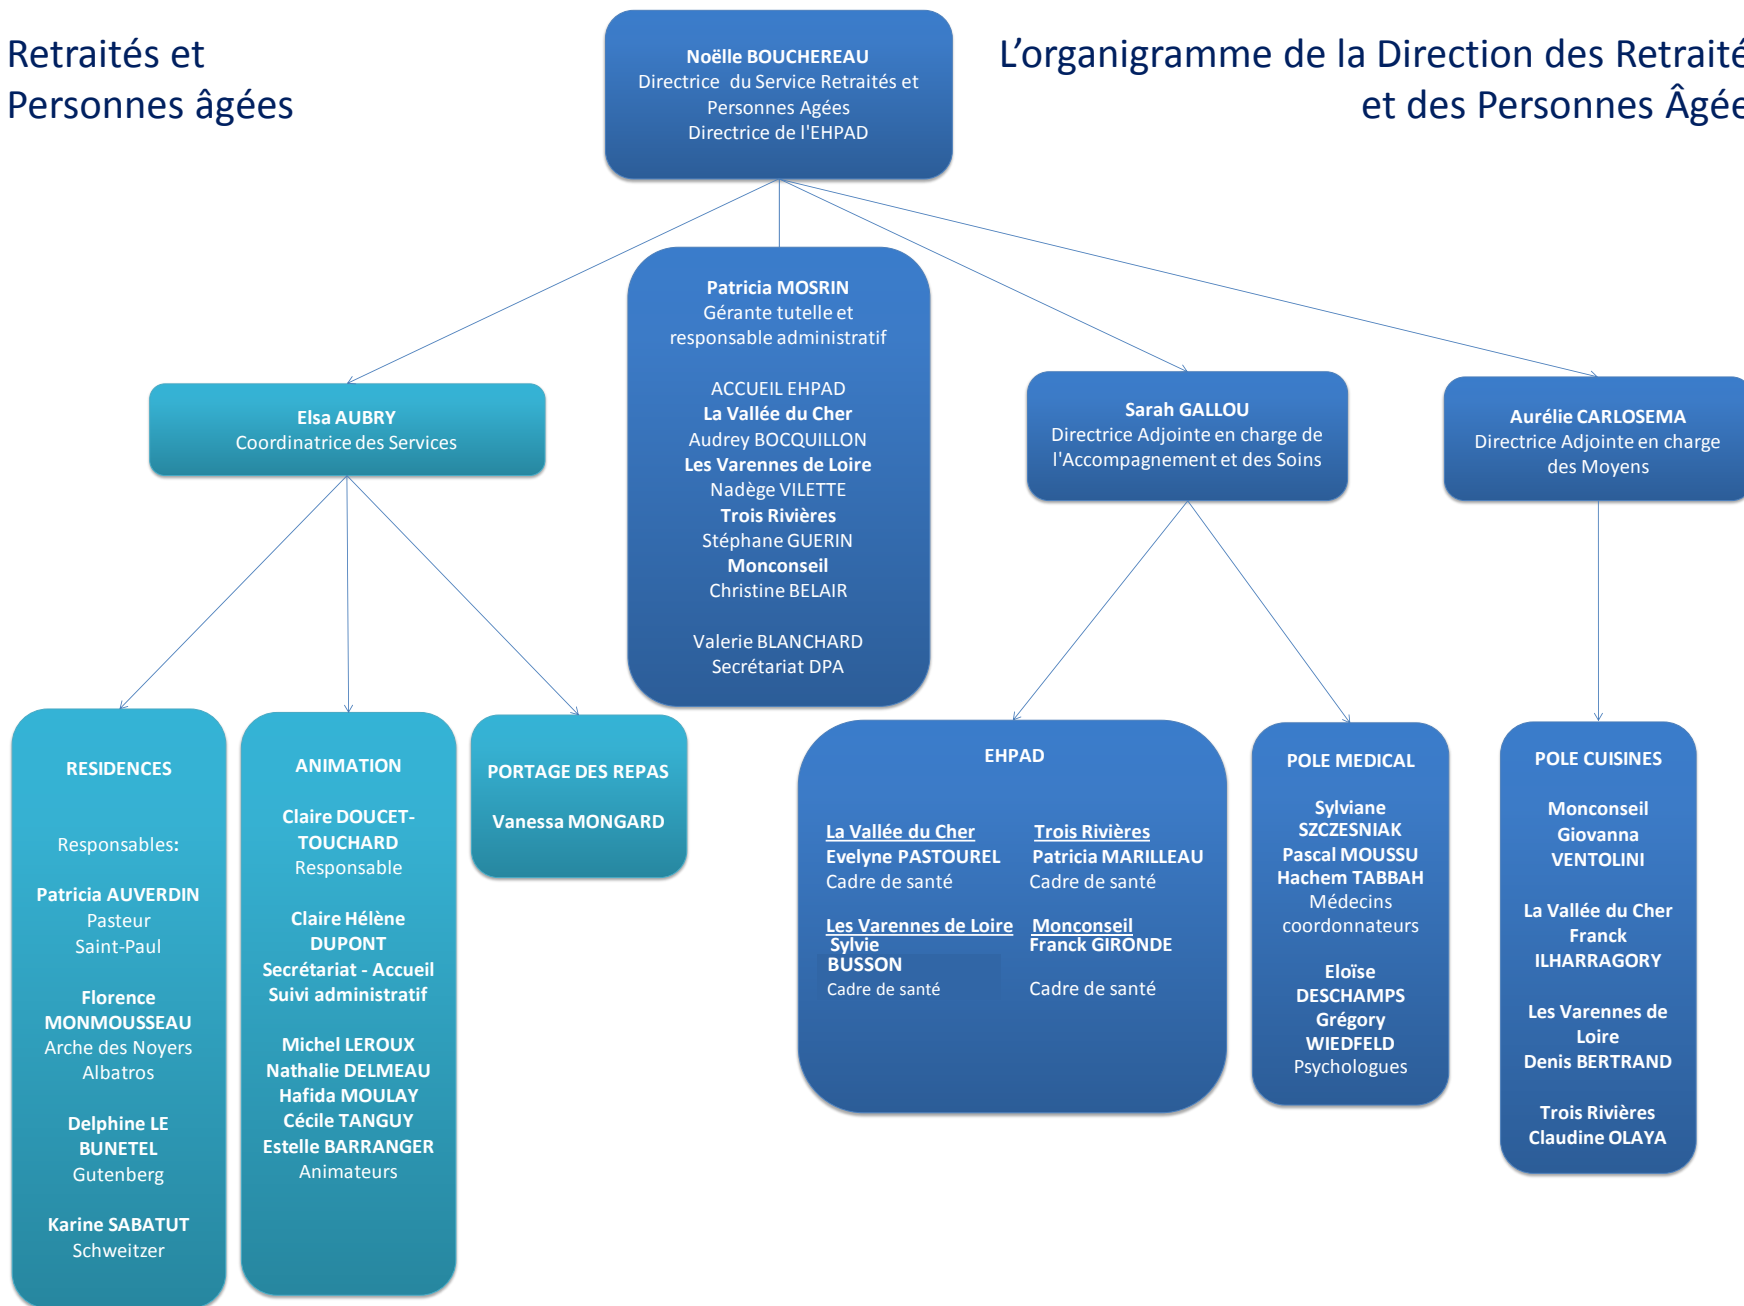 Retraités et
Personnes âgées
L'organigramme de la Direction des Retraité
et des Personnes Âgée
Noëlle BOUCHEREAU
Directrice du Service Retraités et
Personnes Agées
Directrice de l'EHPAD
Patricia MOSRIN
Gérante tutelle et
responsable administratif
ACCUEIL EHPAD
La Vallée du Cher
Audrey BOCQUILLON
Les Varennes de Loire
Nadège VILETTE
Trois Rivières
Stéphane GUERIN
Monconseil
Christine BELAIR
Valerie BLANCHARD
Secrétariat DPA
Elsa AUBRY
Coordinatrice des Services
Sarah GALLOU
Directrice Adjointe en charge de
l'Accompagnement et des Soins
Aurélie CARLOSEMA
Directrice Adjointe en charge
des Moyens
RESIDENCES
Responsables:
Patricia AUVERDIN
Pasteur
Saint-Paul
Florence
MONMOUSSEAU
Arche des Noyers
Albatros
Delphine LE
BUNETEL
Gutenberg
Karine SABATUT
Schweitzer
ANIMATION
Claire DOUCET-
TOUCHARD
Responsable
Claire Hélène
DUPONT
Secrétariat - Accueil
Suivi administratif
Michel LEROUX
Nathalie DELMEAU
Hafida MOULAY
Cécile TANGUY
Estelle BARRANGER
Animateurs
PORTAGE DES REPAS
Vanessa MONGARD
EHPAD
La Vallée du Cher
Evelyne PASTOUREL
Cadre de santé
Trois Rivières
Patricia MARILLEAU
Cadre de santé
Les Varennes de Loire
Sylvie
BUSSON
Cadre de santé
Monconseil
Franck GIRONDE
Cadre de santé
POLE MEDICAL
Sylviane
SZCZESNIAK
Pascal MOUSSU
Hachem TABBAH
Médecins
coordonnateurs
Eloïse
DESCHAMPS
Grégory
WIEDFELD
Psychologues
POLE CUISINES
Monconseil
Giovanna
VENTOLINI
La Vallée du Cher
Franck
ILHARRAGORY
Les Varennes de
Loire
Denis BERTRAND
Trois Rivières
Claudine OLAYA